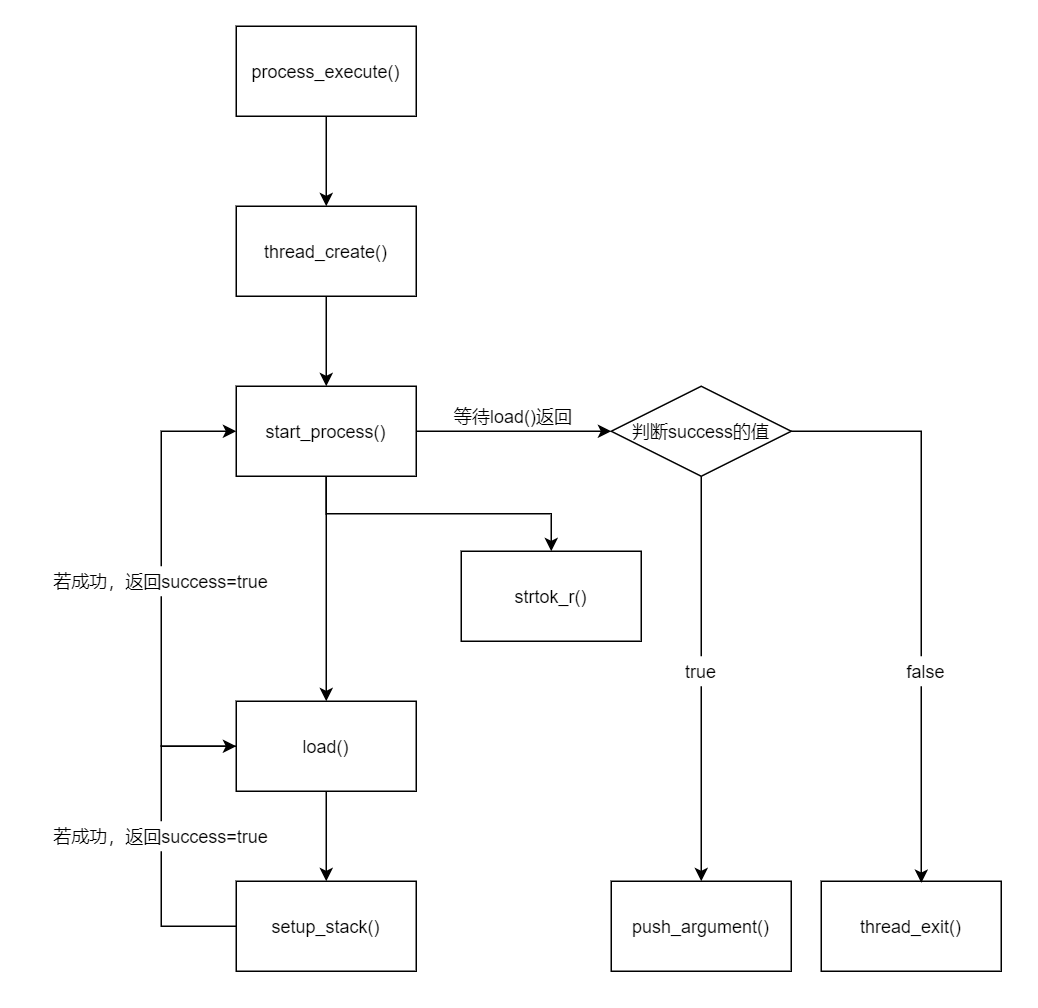 process_execute()
thread_create()
start_process()
等待load()返回
判断success的值
若成功，返回success=true
strtok_r()
true
false
load()
若成功，返回success=true
setup_stack()
push_argument()
thread_exit()